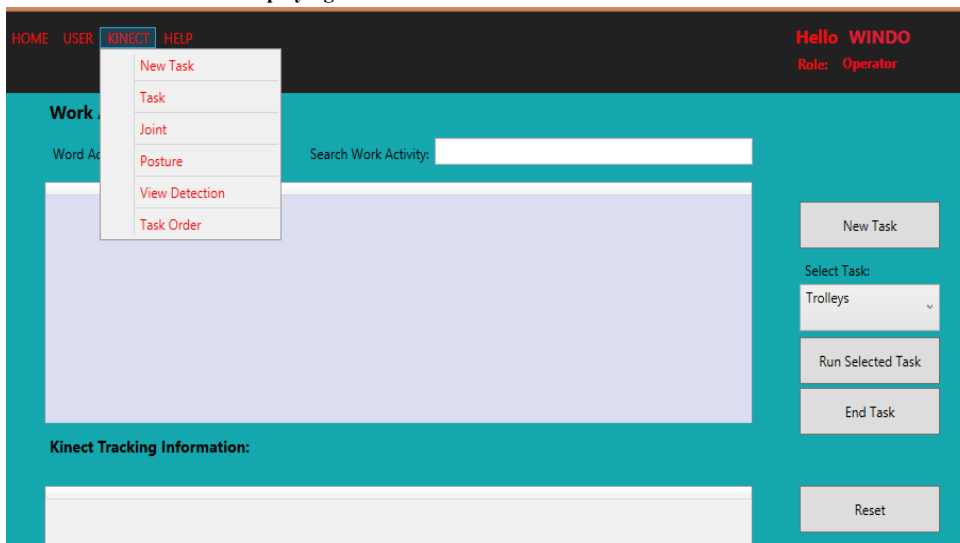 HOME USER KINECT HELP
Hello WINDO
Role: Operator
New Task
Task
Joint
Posture
View Detection
Task Order
Work
Word Ac
Search Work Activity:
New Task
Select Task:
Trolleys
Run Selected Task
End Task
Kinect Tracking Information:
Reset